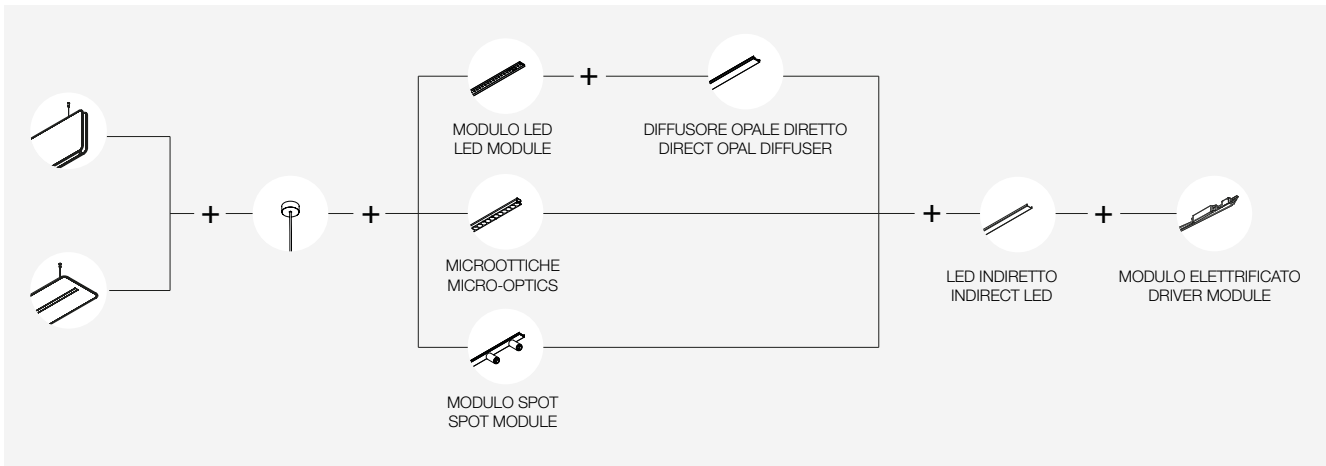 MODULO LED
LED MODULE
DIFFUSORE OPALE DIRETTO
DIRECT OPAL DIFFUSER
MICROOTTICHE
MICRO-OPTICS
LED INDIRETTO
INDIRECT LED
MODULO ELETTRIFICATO
DRIVER MODULE
MODULO SPOT
SPOT MODULE